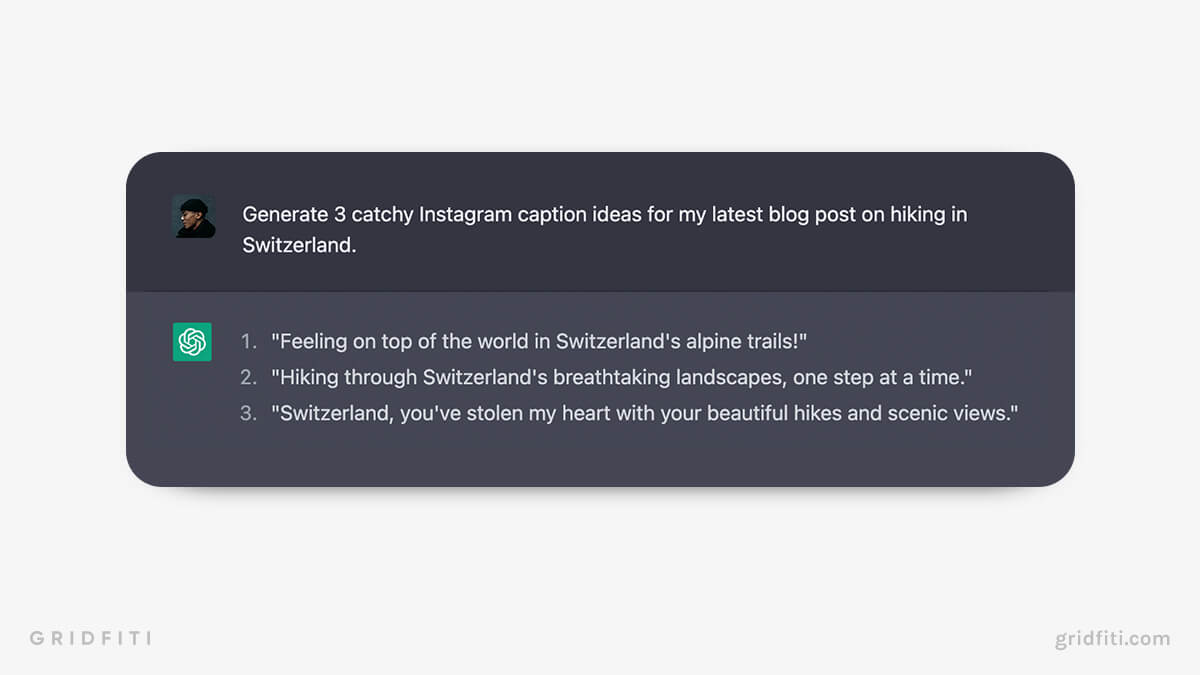 Generate 3 catchy Instagram caption ideas for my latest blog post on hiking in
Switzerland.
1. "Feeling on top of the world in Switzerland's alpine trails!"
2. "Hiking through Switzerland's breathtaking landscapes, one step at a time."
3. "Switzerland, you've stolen my heart with your beautiful hikes and scenic views."
GRIDFITI
gridfiti.com